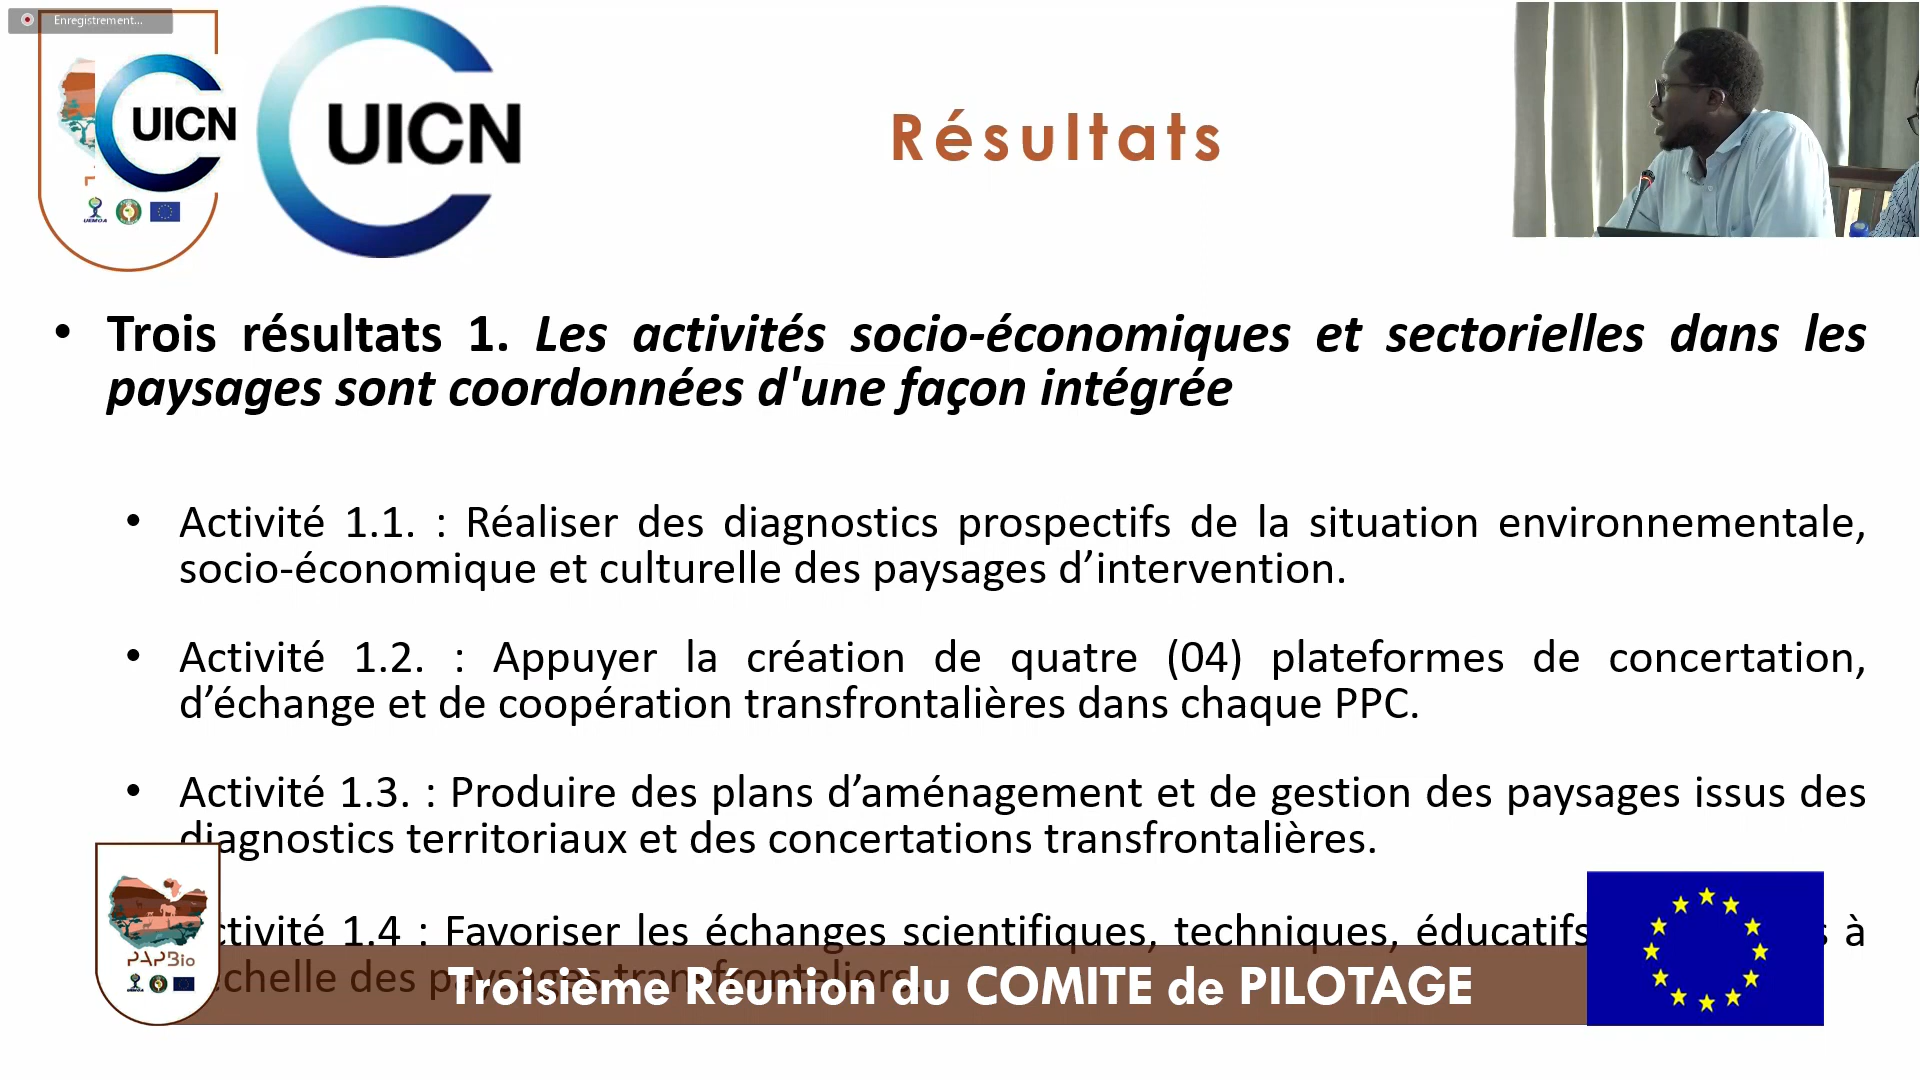 Enregistrement...
UICN
UICN
UEMOA
Résultats
• Trois résultats 1. Les activités socio-économiques et sectorielles dans les
paysages sont coordonnées d'une façon intégrée
• Activité 1.1. : Réaliser des diagnostics prospectifs de la situation environnementale,
socio-économique et culturelle des paysages d’intervention.
• Activité 1.2. : Appuyer la création de quatre (04) plateformes de concertation,
d’échange et de coopération transfrontalières dans chaque PPC.
• Activité 1.3. : Produire des plans d’aménagement et de gestion des paysages issus des
diagnostics territoriaux et des concertations transfrontalières.
ctivité 1.4 : Favoriser les échanges scientifiques, techniques, éducatifs à
échelle des paysages transfrontaliers.
PAPBio
Troisième Réunion du COMITE de PILOTAGE